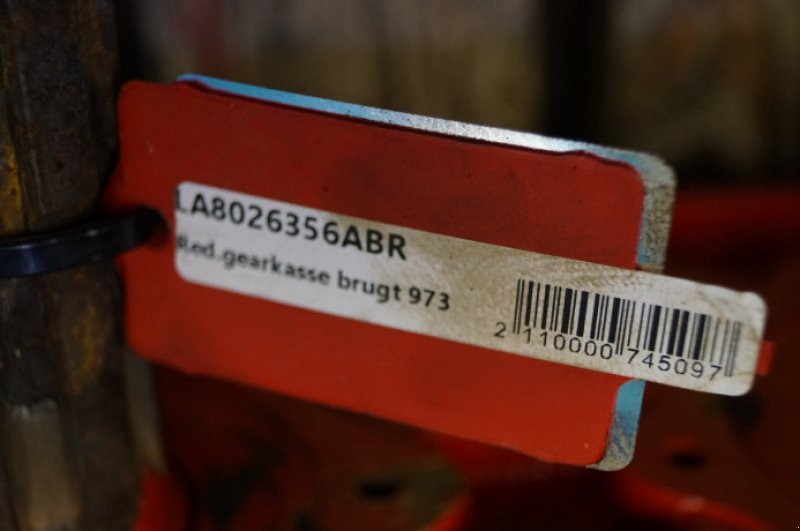 LA8026356ABR
Red.gearkasse brugt 973
2 110000 745097